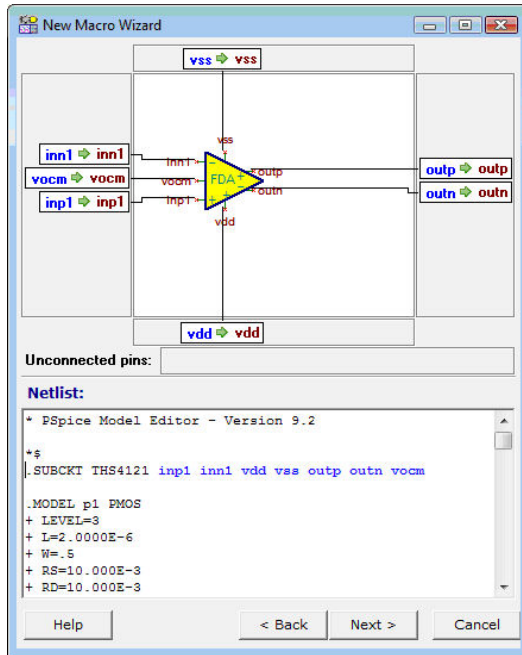 New Macro Wizard
vss vss
vss
inn1 inn1
inn1
vocm vocm
vocm
FDA
outp
outp outp
inp1 inp1
inp1
outn
outn outn
vdd
vdd vdd
Unconnected pins:
Netlist:
* PSpice Model Editor - Version 9.2
*$
.SUBCKT THS4121 inp1 inn1 vdd vss outp outn vocm
.MODEL p1 PMOS
+ LEVEL=3
+ L=2.0000E-6
+ W=.5
+ RS=10.000E-3
+ RD=10.000E-3
Help
< Back
Next >
Cancel